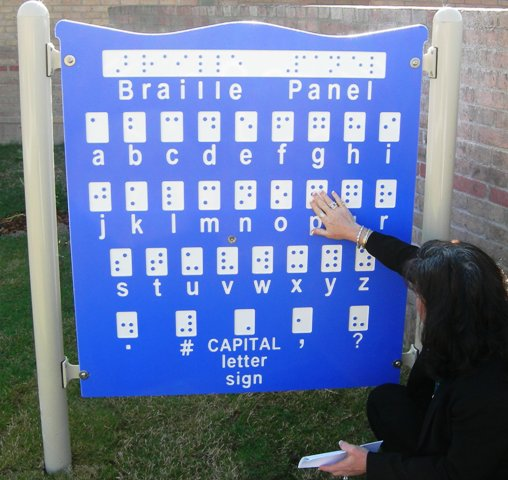 Braille Panel
a b c d e f g h i
j k l m n o p r
s t u v w x y z
. # CAPITAL , ?
letter
sign